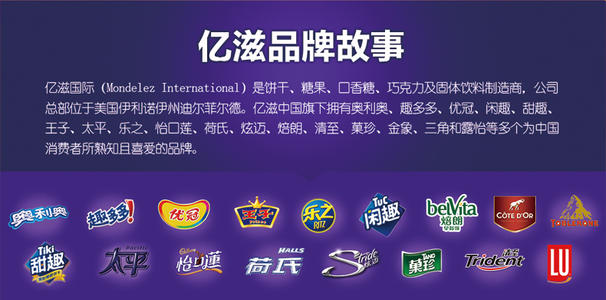 亿滋品牌故事
亿滋国际（Mondelez International）是饼干、糖果、口香糖、巧克力及固体饮料制造商，公司
总部位于美国伊利诺伊州迪尔菲尔德。亿滋中国旗下拥有奥利奥、趣多多、优冠、闲趣、甜趣、
王子、太平、乐之、怡口莲、荷氏、炫迈、焙朗、清至、菓珍、金象、三角和露怡等多个为中国
消费者所熟知且喜爱的品牌。
奥利奥
趣多多!
优冠
王子
乐之
RITZ
Tuc
闲趣
belVita
焙朗
早餐饼
CÔTE D'OR
TOBLERONE
Tiki
甜趣
Pacific
太平
怡口蓮
HALLS
荷氏
Stride
TANG
菓珍
清至
Trident
LU